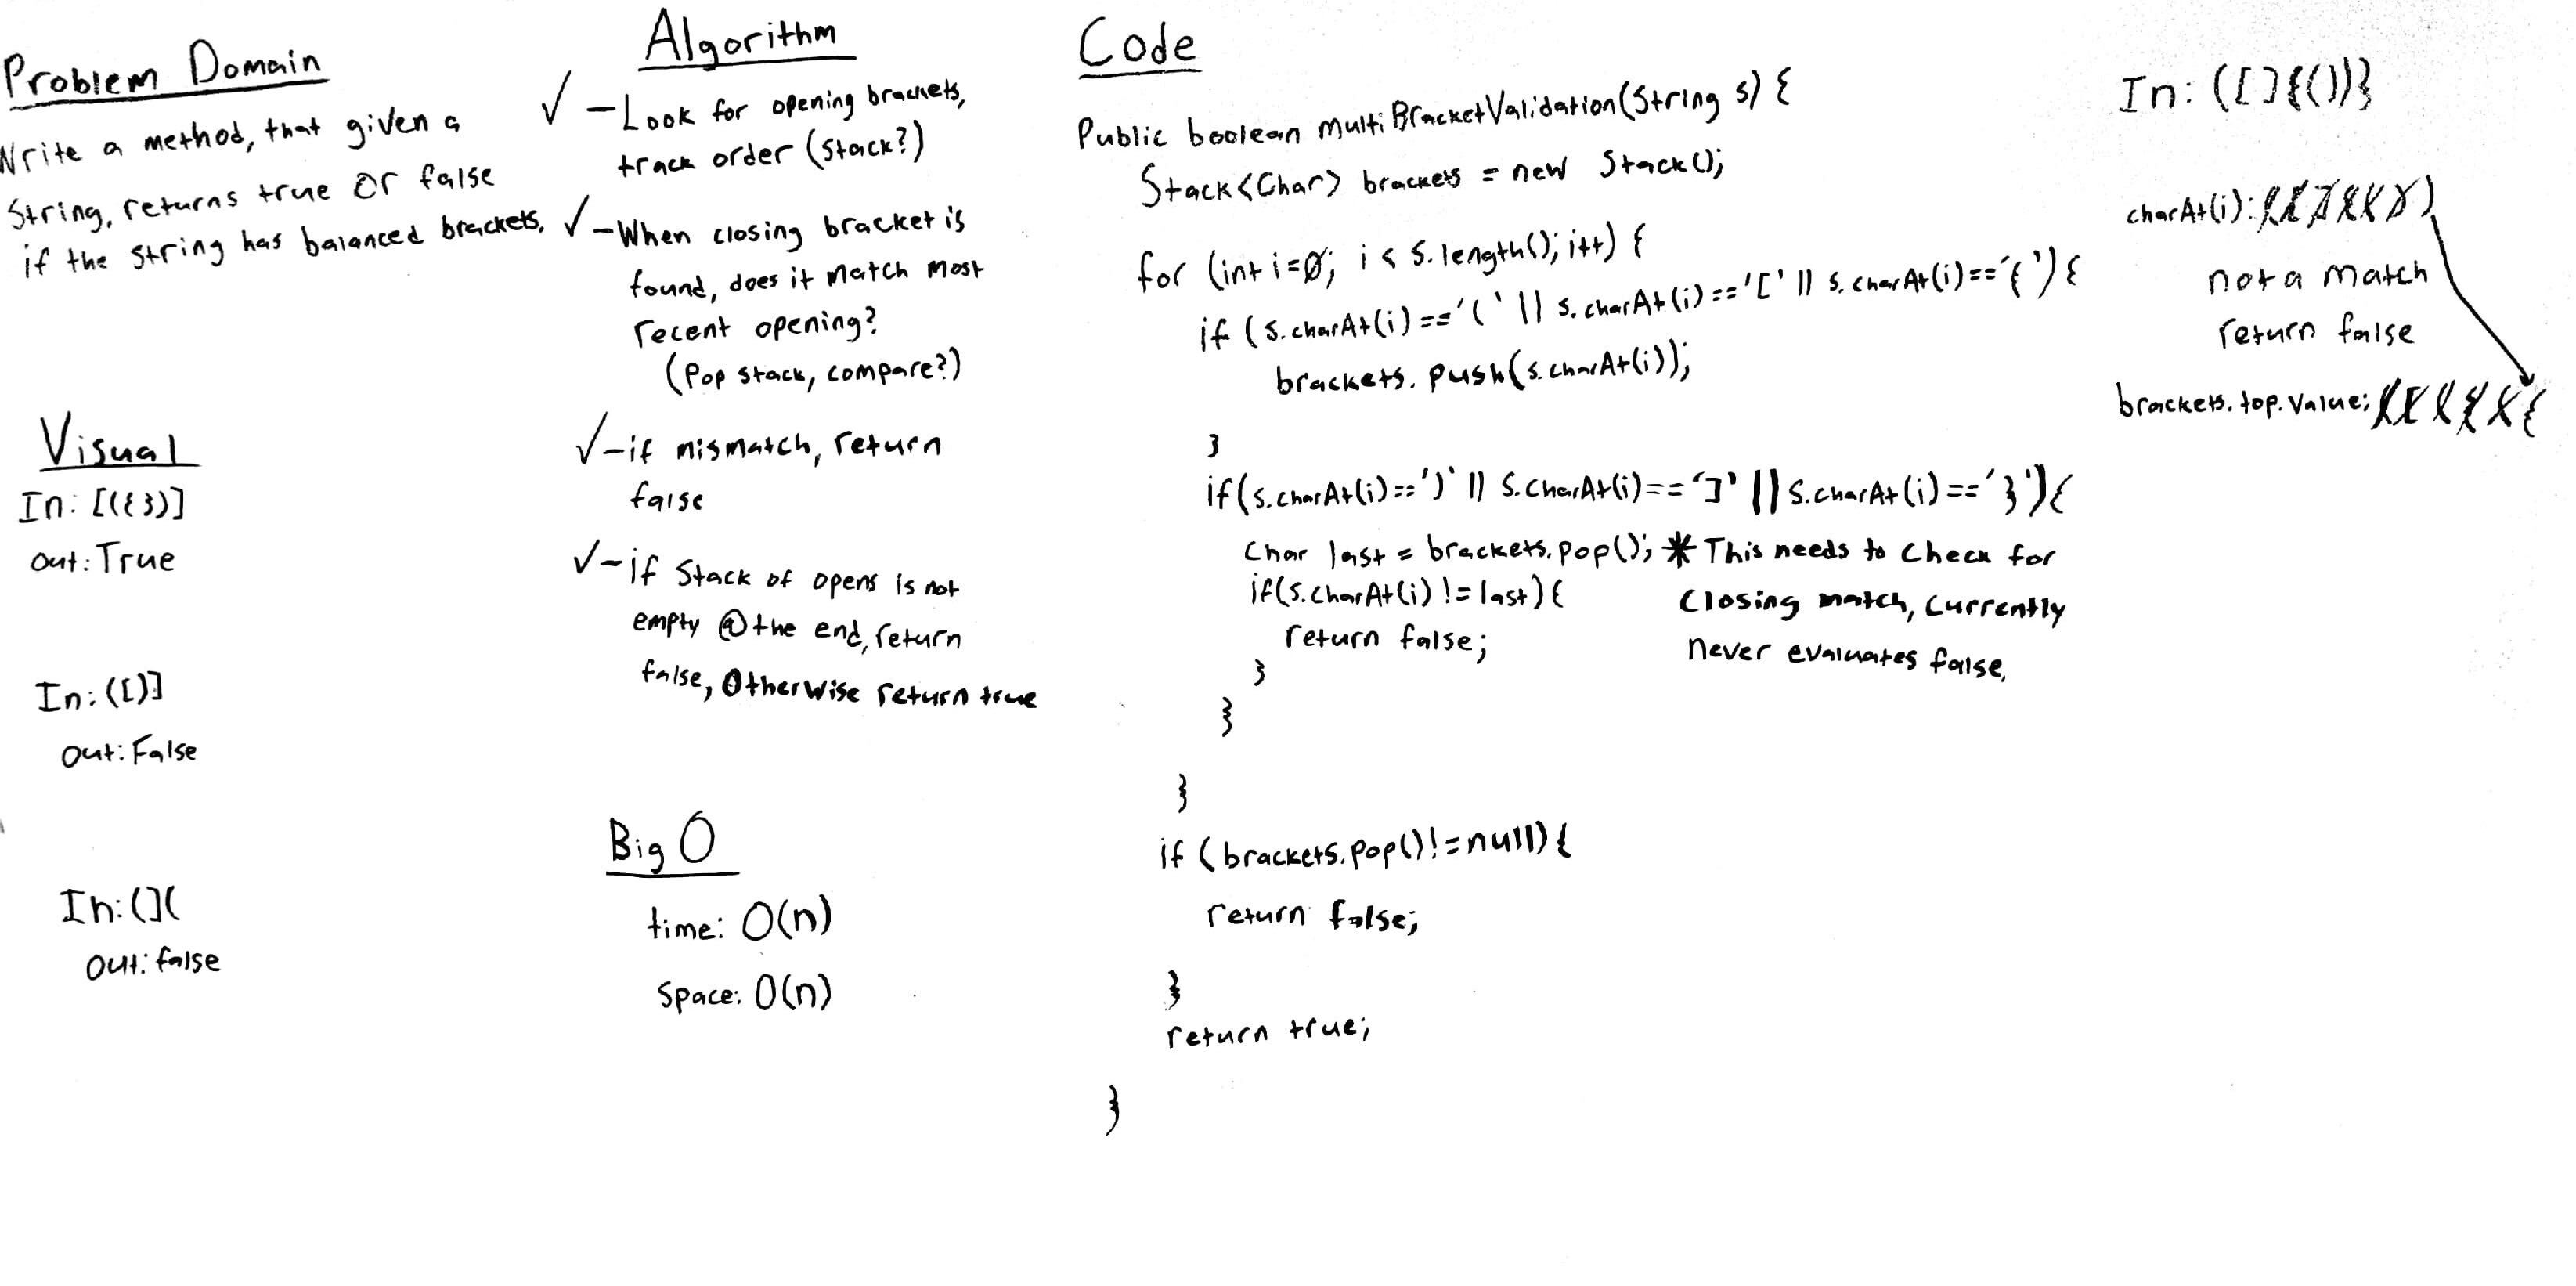 Problem Domain
Write a method, that given a
String, returns true or false
if the string has balanced brackets.
Visual
In: [({})]
out: True
In: ([)]
out: False
In: (](
out: false
Algorithm
✓ - Look for opening brackets,
track order (Stack?)
✓ - When closing bracket is
found, does it match most
recent opening?
(Pop stack, compare?)
✓ - if mismatch, return
false
✓ - if Stack of opens is not
empty @ the end, return
false, Otherwise return true
Big O
time: O(n)
Space: O(n)
Code
Public boolean multiBracketValidation(String s) {
Stack<Char> brackets = new Stack();
for (int i=0; i < s.length(); i++) {
if (s.charAt(i)=='(' || s.charAt(i)=='[' || s.charAt(i)=='{') {
brackets.push(s.charAt(i));
}
if(s.charAt(i)==')' || s.charAt(i)==']' || s.charAt(i)=='}'){
Char last = brackets.pop(); * This needs to check for
if(s.charAt(i) != last) { closing match, currently
return false; never evaluates false.
}
}
}
if (brackets.pop() != null) {
return false;
}
return true;
}
In: ([]{())}
charAt(i): )
not a match
return false
brackets.top.value: {